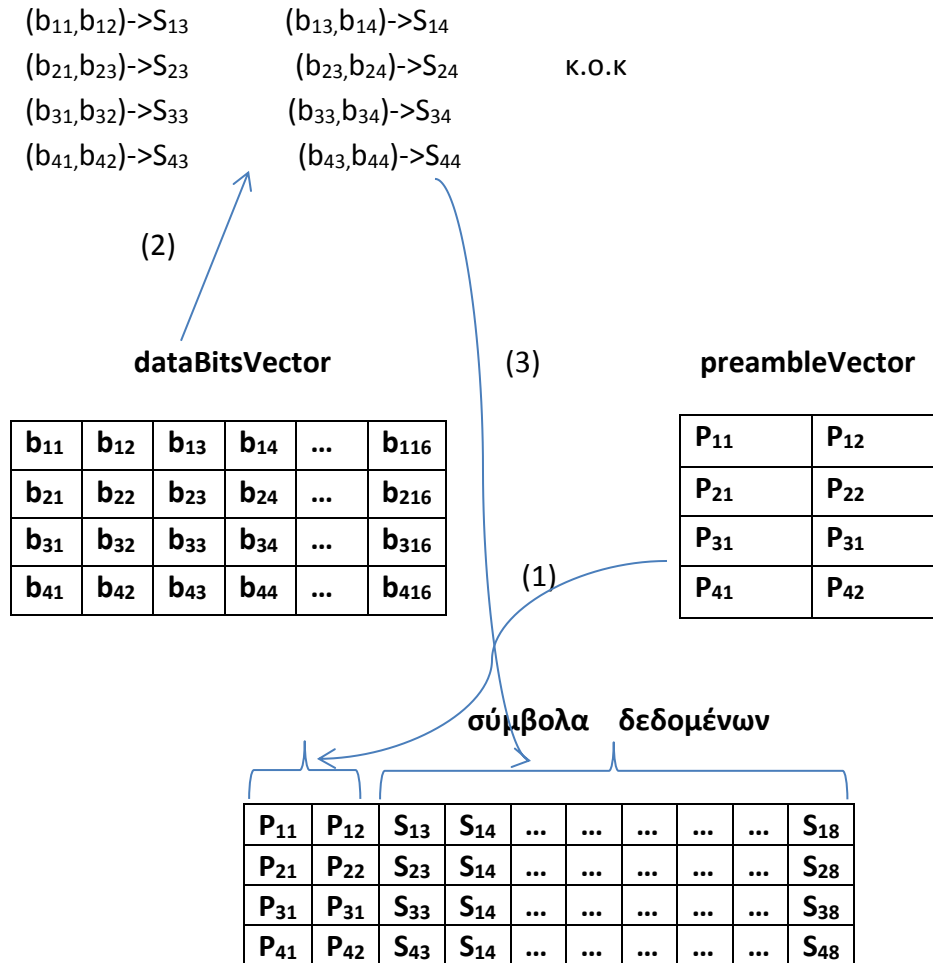 (b₁₁,b₁₂)->S₁₃ (b₁₃,b₁₄)->S₁₄
(b₂₁,b₂₃)->S₂₃ (b₂₃,b₂₄)->S₂₄ κ.ο.κ
(b₃₁,b₃₂)->S₃₃ (b₃₃,b₃₄)->S₃₄
(b₄₁,b₄₂)->S₄₃ (b₄₃,b₄₄)->S₄₄
(2)
dataBitsVector (3) preambleVector
b₁₁ b₁₂ b₁₃ b₁₄ ... b₁₁₆
b₂₁ b₂₂ b₂₃ b₂₄ ... b₂₁₆
b₃₁ b₃₂ b₃₃ b₃₄ ... b₃₁₆
b₄₁ b₄₂ b₄₃ b₄₄ ... b₄₁₆
P₁₁ P₁₂
P₂₁ P₂₂
P₃₁ P₃₁
P₄₁ P₄₂
(1)
σύμβολα δεδομένων
P₁₁ P₁₂ S₁₃ S₁₄ ... ... ... ... ... S₁₈
P₂₁ P₂₂ S₂₃ S₁₄ ... ... ... ... ... S₂₈
P₃₁ P₃₁ S₃₃ S₁₄ ... ... ... ... ... S₃₈
P₄₁ P₄₂ S₄₃ S₁₄ ... ... ... ... ... S₄₈